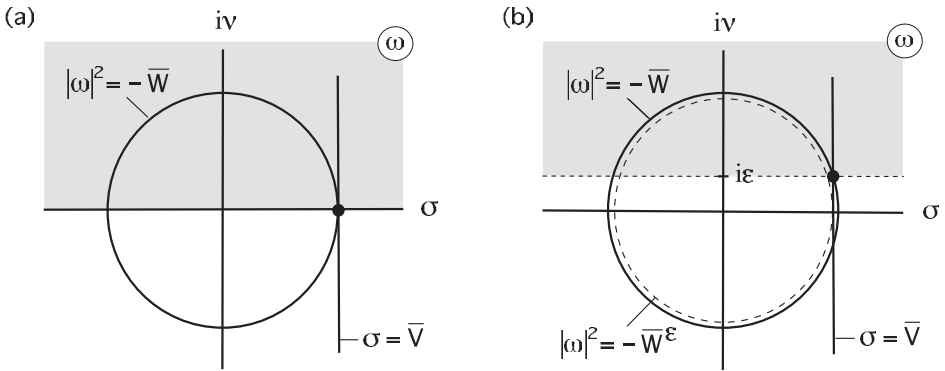 (a)
iν
ω
|ω|² = − W̅
σ
σ = V̅
(b)
iν
ω
|ω|² = − W̅
iε
σ
|ω|² = − W̅^ε
σ = V̅